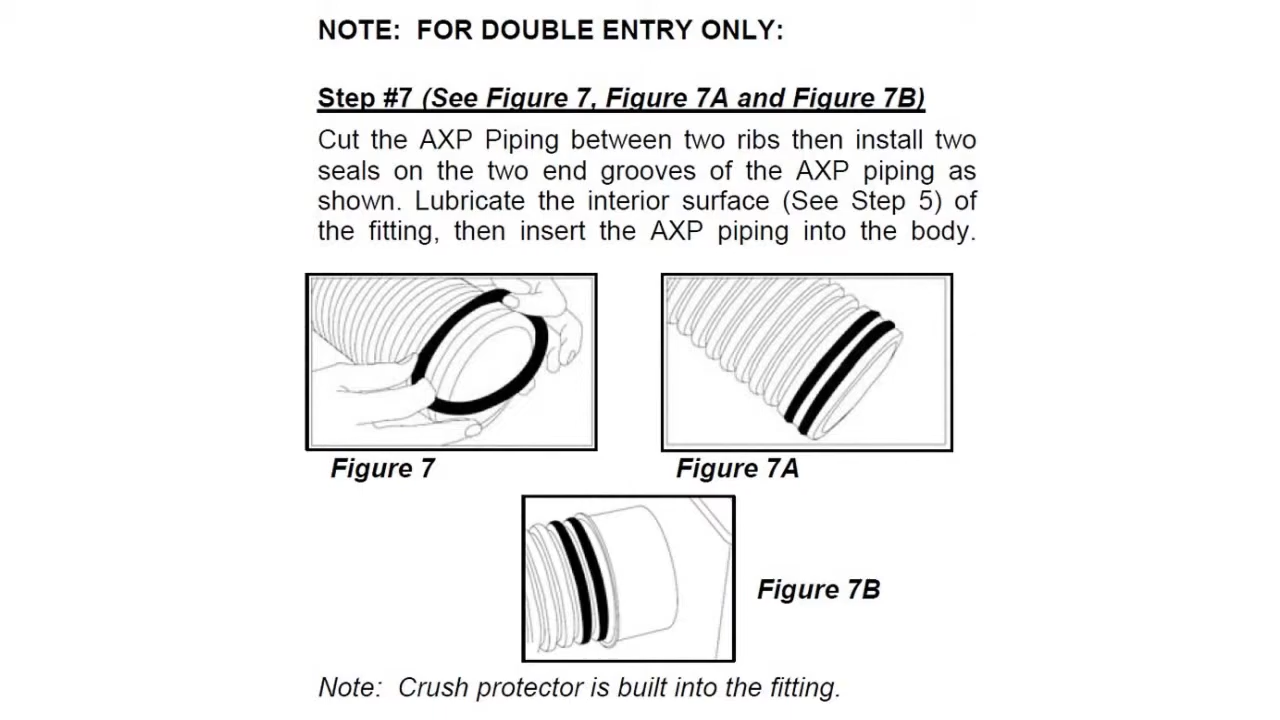 NOTE: FOR DOUBLE ENTRY ONLY:
Step #7 (See Figure 7, Figure 7A and Figure 7B)
Cut the AXP Piping between two ribs then install two
seals on the two end grooves of the AXP piping as
shown. Lubricate the interior surface (See Step 5) of
the fitting, then insert the AXP piping into the body.
Figure 7
Figure 7A
Figure 7B
Note: Crush protector is built into the fitting.